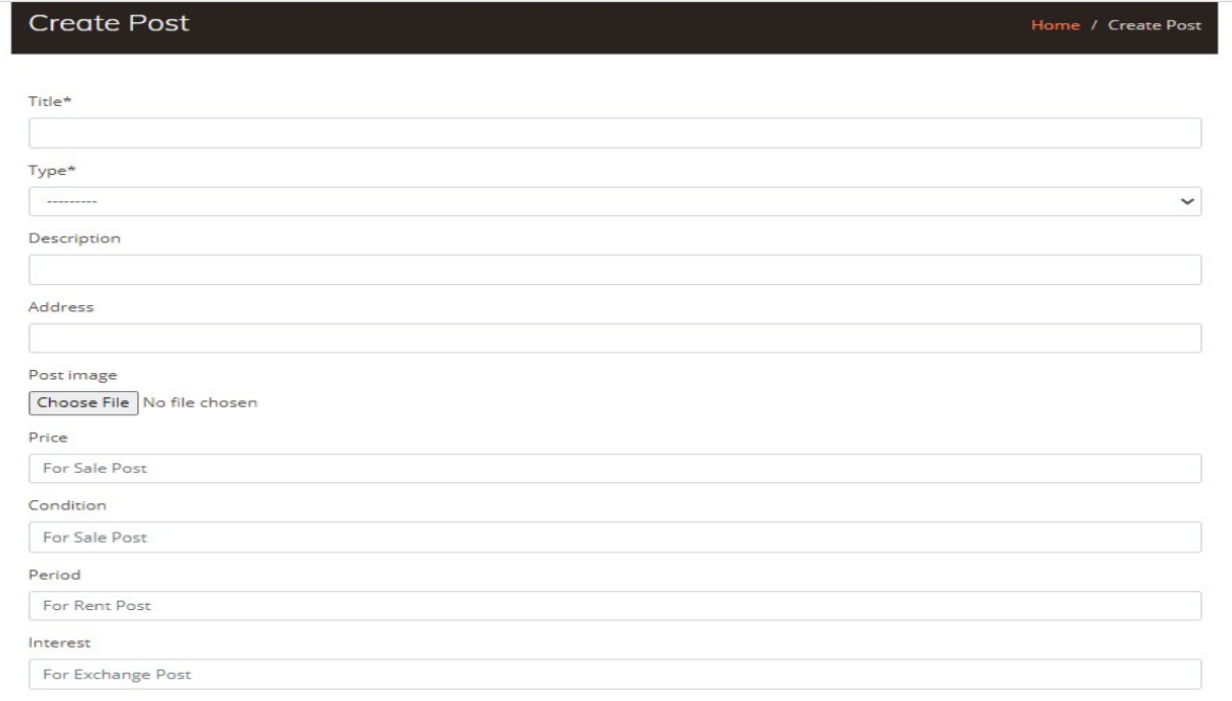 Create Post
Home / Create Post
Title*
Type*
---------
Description
Address
Post image
Choose File No file chosen
Price
For Sale Post
Condition
For Sale Post
Period
For Rent Post
Interest
For Exchange Post